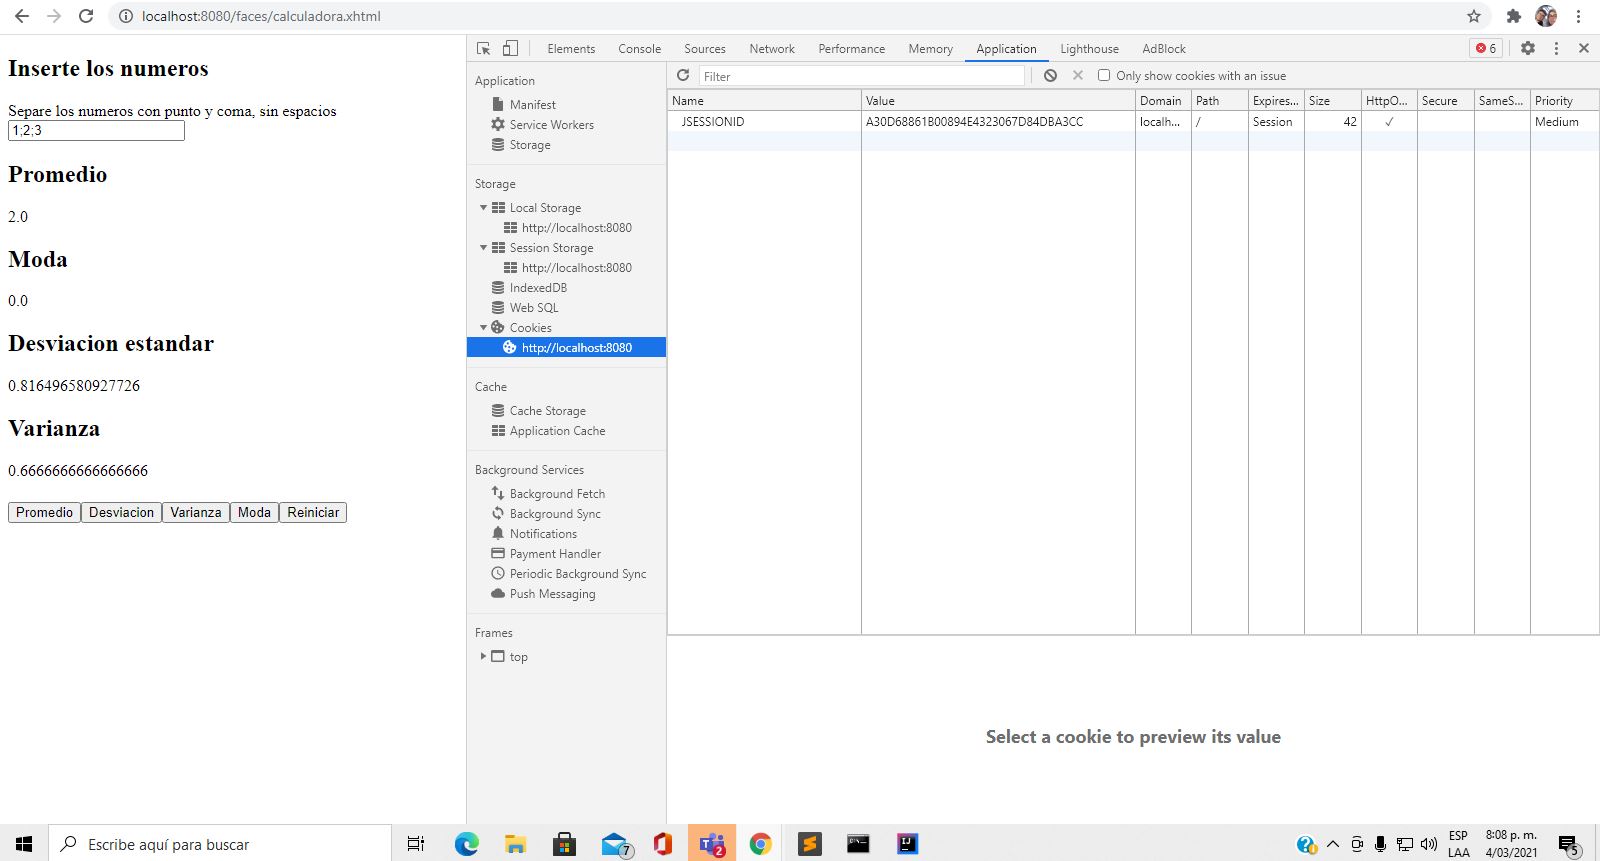 localhost:8080/faces/calculadora.xhtml
Inserte los numeros
Separe los numeros con punto y coma, sin espacios
1;2;3
Promedio
2.0
Moda
0.0
Desviacion estandar
0.816496580927726
Varianza
0.6666666666666666
Promedio Desviacion Varianza Moda Reiniciar
Elements Console Sources Network Performance Memory Application Lighthouse AdBlock 6
Application
Manifest
Service Workers
Storage
Storage
Local Storage
http://localhost:8080
Session Storage
http://localhost:8080
IndexedDB
Web SQL
Cookies
http://localhost:8080
Cache
Cache Storage
Application Cache
Background Services
Background Fetch
Background Sync
Notifications
Payment Handler
Periodic Background Sync
Push Messaging
Frames
top
Filter Only show cookies with an issue
Name Value Domain Path Expires... Size HttpO... Secure SameS... Priority
JSESSIONID A30D68861B00894E4323067D84DBA3CC localh... / Session 42 ✓ Medium
Select a cookie to preview its value
Escribe aquí para buscar
7
2
ESP
LAA
8:08 p. m.
4/03/2021
5